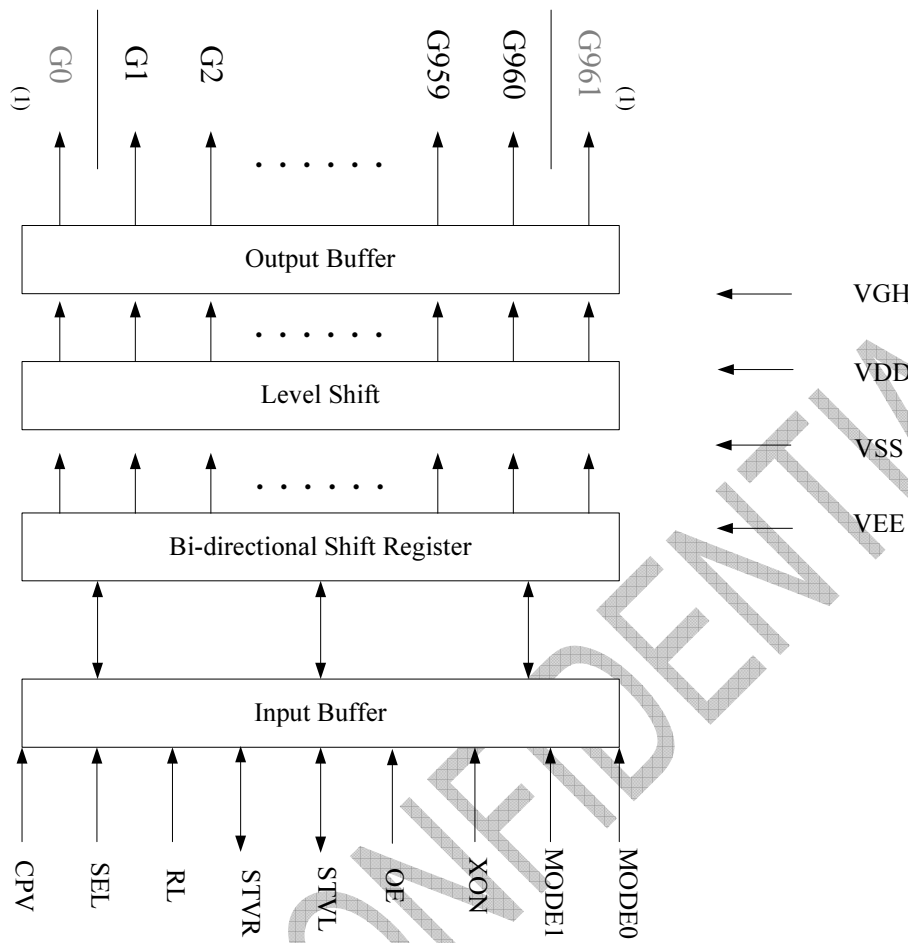 G0
G1
G2
G959
G960
G961
(1)
(1)
. . . . . .
Output Buffer
. . . . . .
Level Shift
. . . . . .
Bi-directional Shift Register
Input Buffer
CPV
SEL
RL
STVR
STVL
OE
XON
MODE1
MODE0
VGH
VDD
VSS
VEE
ONFIDENTIA